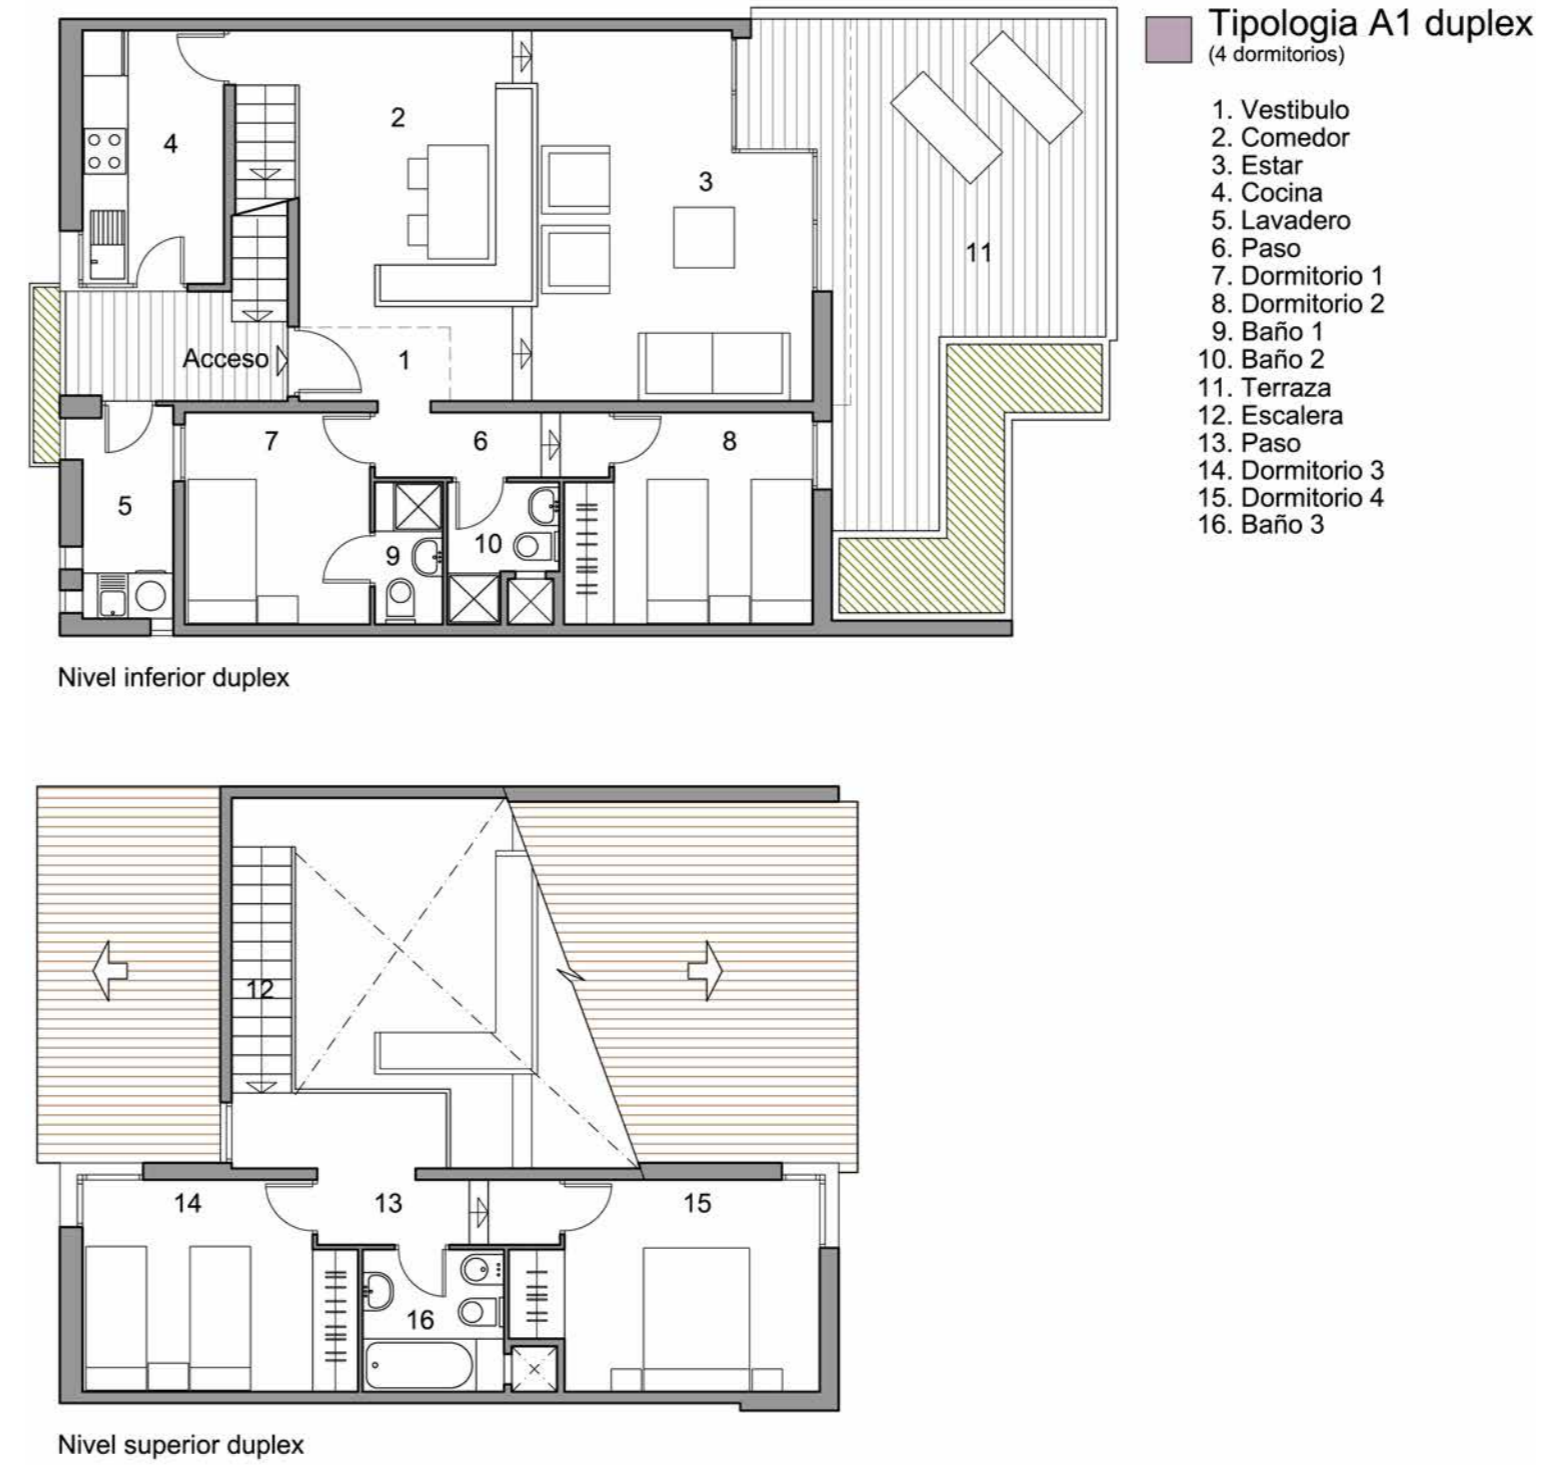 Tipologia A1 duplex
(4 dormitorios)
1. Vestibulo
2. Comedor
3. Estar
4. Cocina
5. Lavadero
6. Paso
7. Dormitorio 1
8. Dormitorio 2
9. Baño 1
10. Baño 2
11. Terraza
12. Escalera
13. Paso
14. Dormitorio 3
15. Dormitorio 4
16. Baño 3
2
4
3
11
Acceso
1
7
6
8
5
9
10
Nivel inferior duplex
12
14
13
15
16
Nivel superior duplex